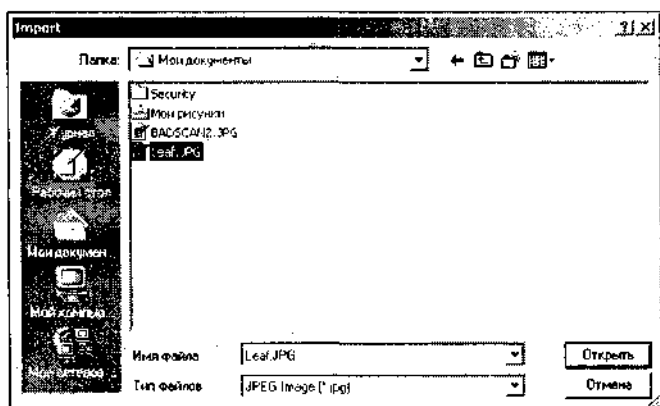 Import
Папка: Мои документы
Security
Мои рисунки
BADSCAN2.JPG
Leaf.JPG
Журнал
Рабочий стол
Мои докумен...
Мой компью...
Мое сетевое ...
Имя файла Leaf.JPG Открыть
Тип файлов JPEG Image (*.jpg) Отмена